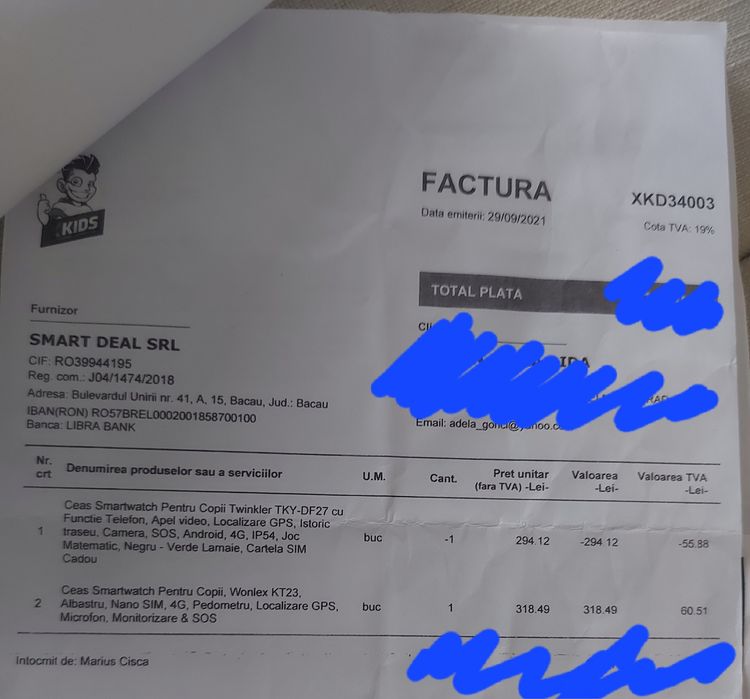 KIDS
FACTURA
XKD34003
Data emiterii: 29/09/2021
Cota TVA: 19%
TOTAL PLATA
Furnizor
SMART DEAL SRL
CIF: RO39944195
Reg. com.: J04/1474/2018
Adresa: Bulevardul Unirii nr. 41, A, 15, Bacau, Jud.: Bacau
IBAN(RON) RO57BREL0002001858700100
Banca: LIBRA BANK
Email:
Nr. crt Denumirea produselor sau a serviciilor U.M. Cant. Pret unitar (fara TVA) -Lei- Valoarea -Lei- Valoarea TVA -Lei-
1 Ceas Smartwatch Pentru Copii Twinkler TKY-DF27 cu
Functie Telefon, Apel video, Localizare GPS, Istoric
traseu, Camera, SOS, Android, 4G, IP54, Joc
Matematic, Negru - Verde Lamaie, Cartela SIM
Cadou
buc -1 294.12 -294.12 -55.88
2 Ceas Smartwatch Pentru Copii, Wonlex KT23,
Albastru, Nano SIM, 4G, Pedometru, Localizare GPS,
Microfon, Monitorizare & SOS
buc 1 318.49 318.49 60.51
Intocmit de: Marius Cisca